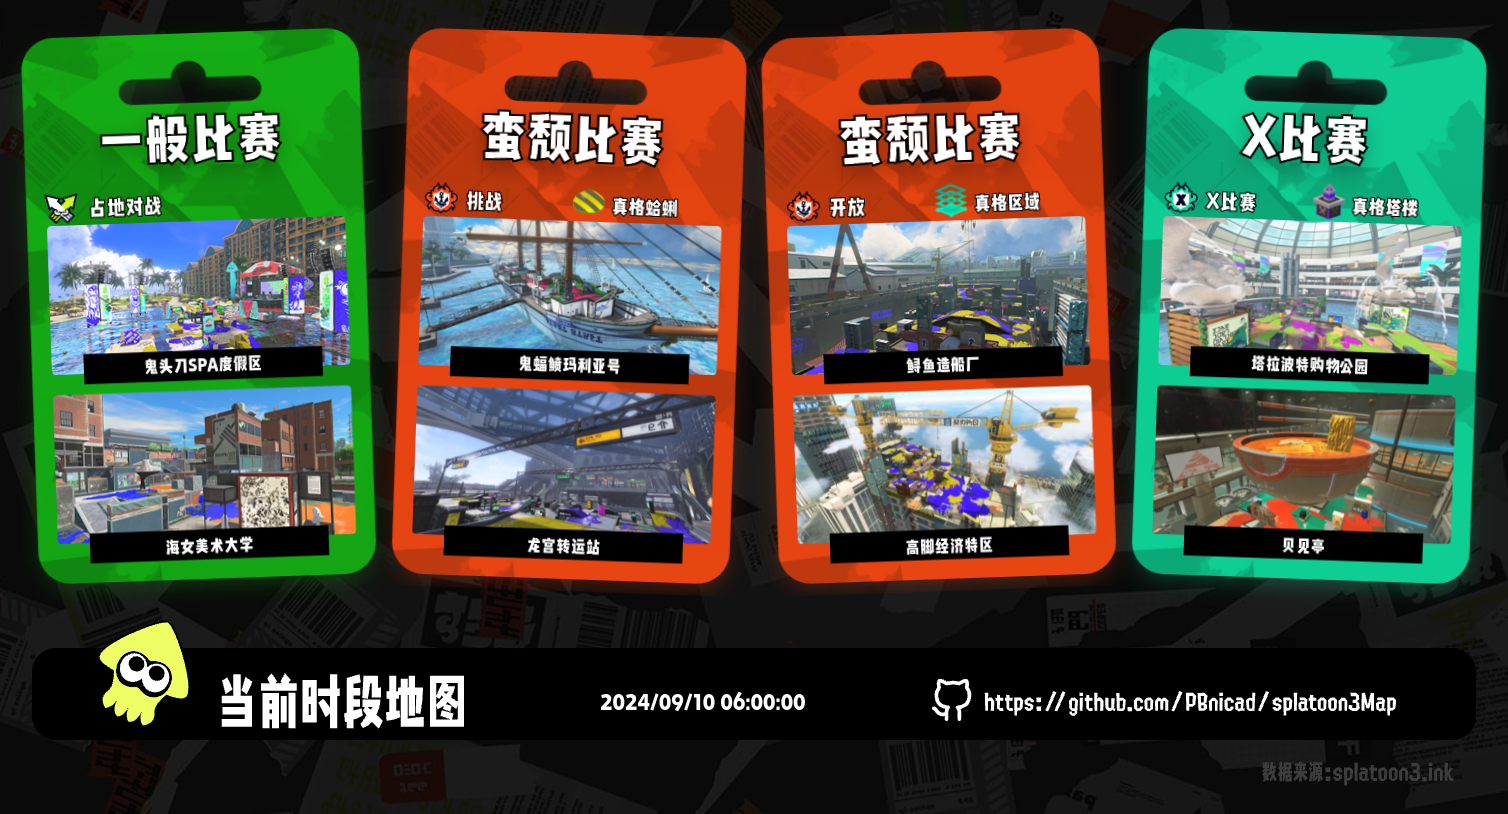 一般比赛
占地对战
鬼头刀SPA度假区
海女美术大学
蛮颓比赛
挑战
真格蛤蜊
鬼蝠鲼玛利亚号
龙宫转运站
蛮颓比赛
开放
真格区域
鲟鱼造船厂
高脚经济特区
X比赛
X比赛
真格塔楼
塔拉波特购物公园
贝见亭
当前时段地图
2024/09/10 06:00:00
https://github.com/PBnicad/splatoon3Map
数据来源:splatoon3.ink